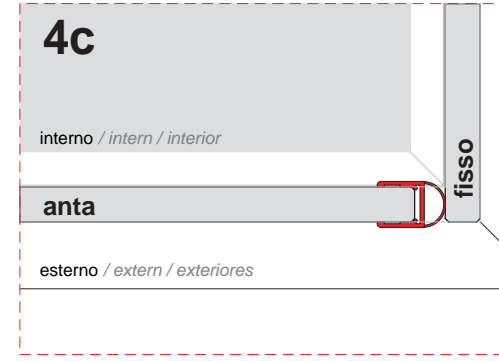 4c
interno / intern / interior
fisso
anta
esterno / extern / exteriores